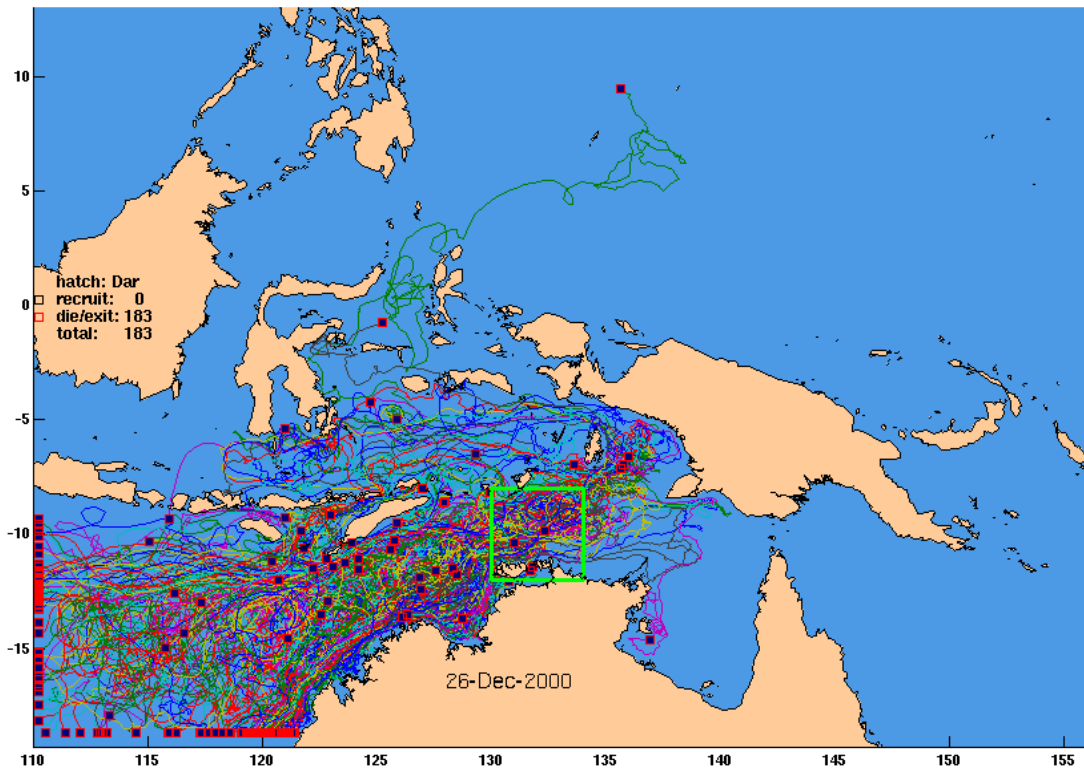 10
5
hatch: Dar
0
recruit: 0
die/exit: 183
total: 183
-5
-10
-15
26-Dec-2000
110 115 120 125 130 135 140 145 150 155